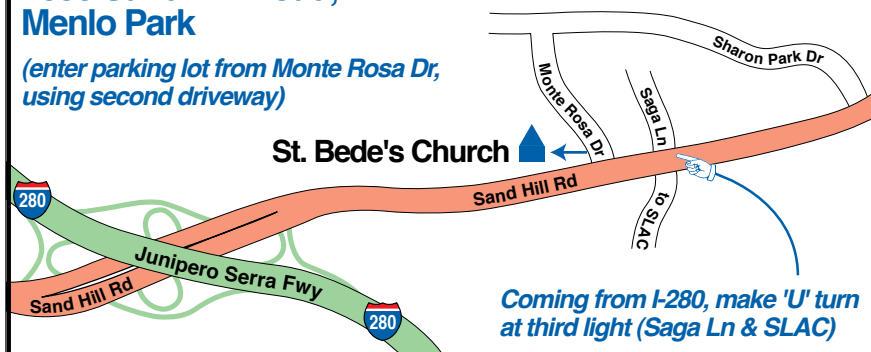 Menlo Park
(enter parking lot from Monte Rosa Dr,
using second driveway)
Sharon Park Dr
Monte Rosa Dr
Saga Ln
St. Bede's Church
Sand Hill Rd
280
to SLAC
Junipero Serra Fwy
Sand Hill Rd
280
Coming from I-280, make 'U' turn
at third light (Saga Ln & SLAC)